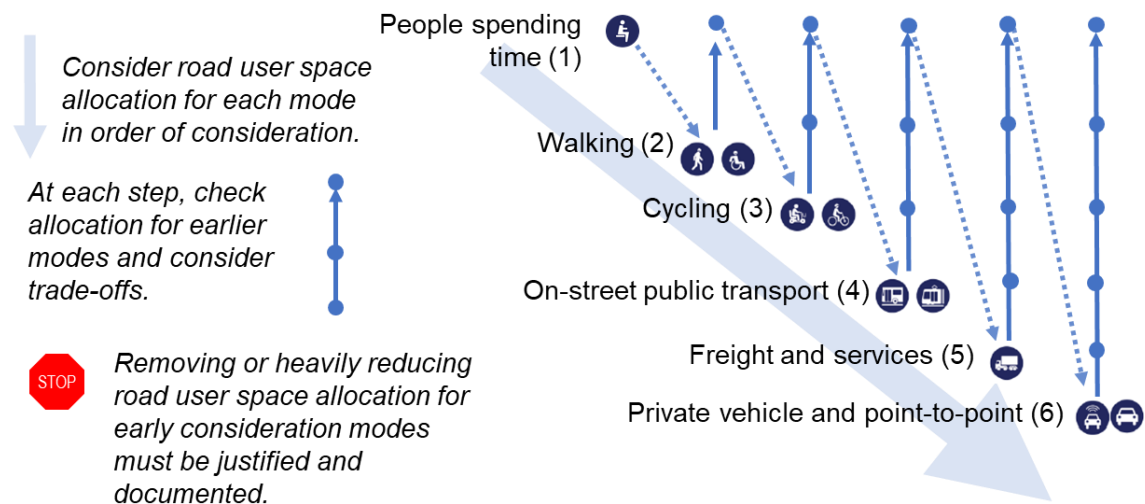 Consider road user space
allocation for each mode
in order of consideration.
At each step, check
allocation for earlier
modes and consider
trade-offs.
STOP
Removing or heavily reducing
road user space allocation for
early consideration modes
must be justified and
documented.
People spending
time (1)
Walking (2)
Cycling (3)
On-street public transport (4)
Freight and services (5)
Private vehicle and point-to-point (6)